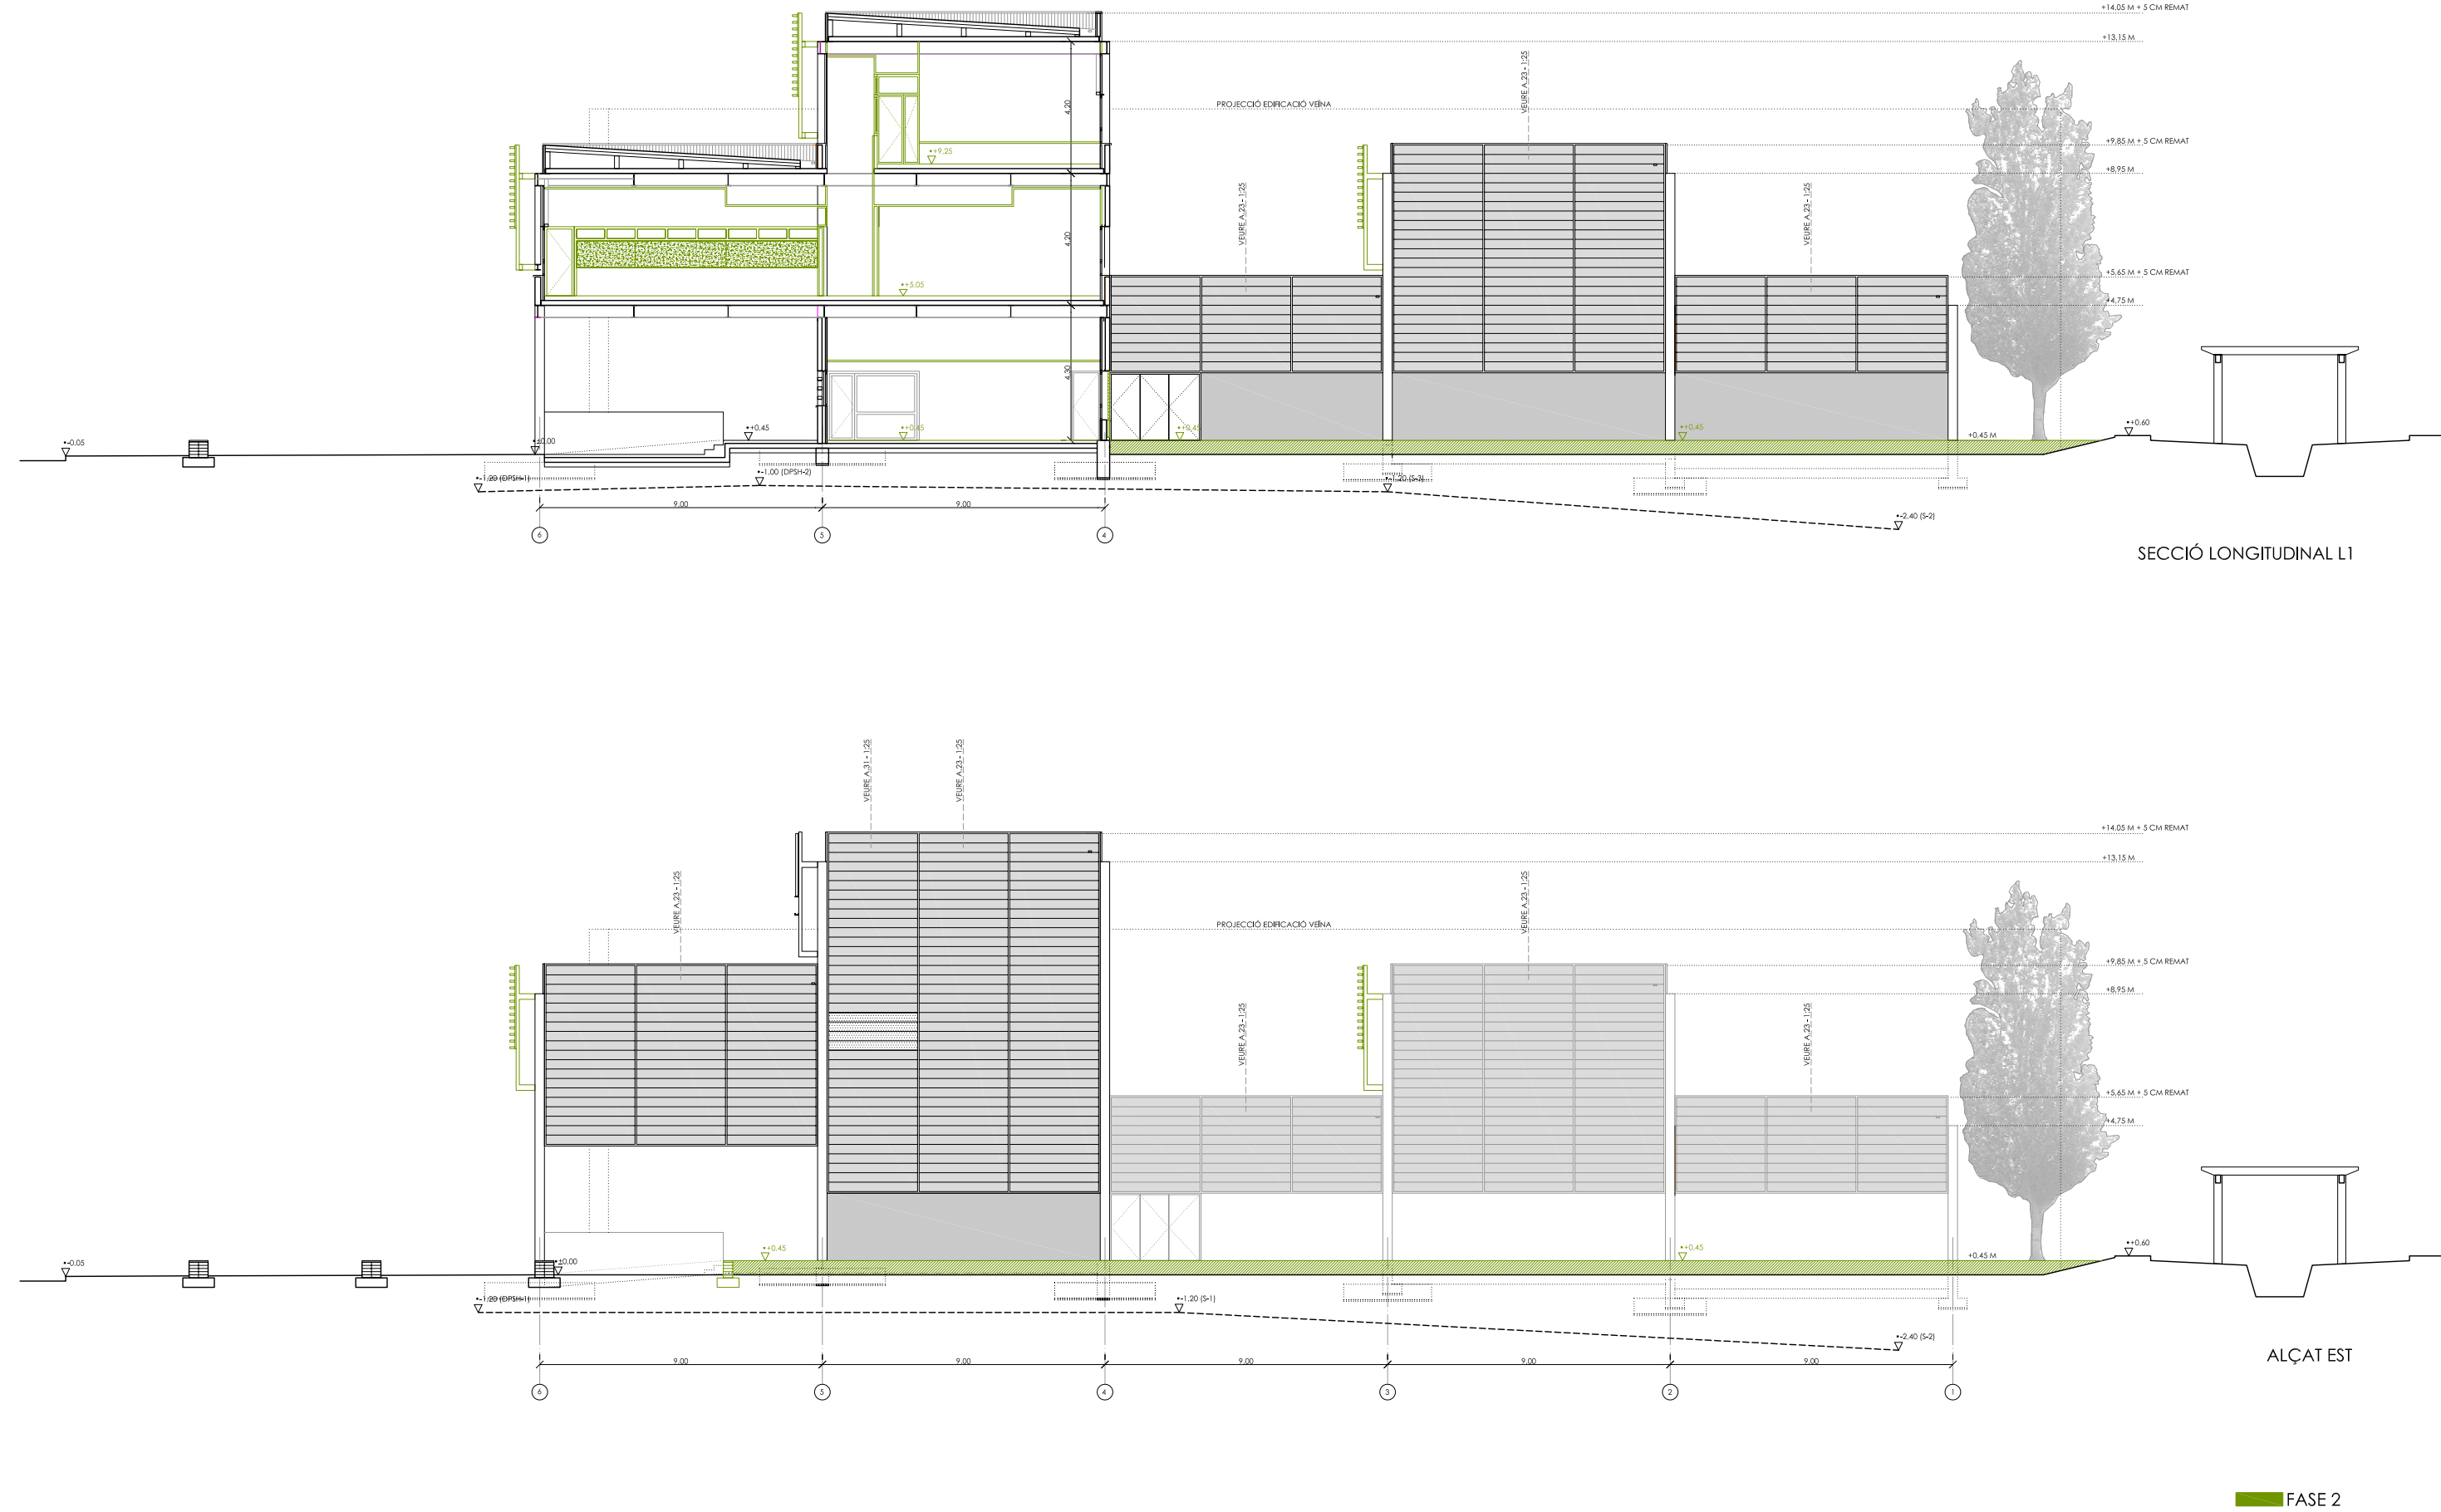 +14,05 M + 5 CM REMAT
+13,15 M
VEURE A.23 - 1:25
4,20
PROJECCIÓ EDIFICACIÓ VEÏNA
+9,85 M + 5 CM REMAT
+9,25
+8,95 M
VEURE A.23 - 1:25
VEURE A.23 - 1:25
4,20
+5,65 M + 5 CM REMAT
+5,05
+4,75 M
4,30
+0,60
-0,05
±0,00
+0,45
+0,45
+0,45
+0,45
+0,45 M
-1,20 (DPSH-1)
-1,00 (DPSH-2)
-1,20 (S-3)
-2,40 (S-2)
9,00
9,00
6
5
4
SECCIÓ LONGITUDINAL L1
VEURE A.31 - 1:25
VEURE A.23 - 1:25
+14,05 M + 5 CM REMAT
+13,15 M
VEURE A.23 - 1:25
VEURE A.23 - 1:25
PROJECCIÓ EDIFICACIÓ VEÏNA
+9,85 M + 5 CM REMAT
+8,95 M
VEURE A.23 - 1:25
VEURE A.23 - 1:25
+5,65 M + 5 CM REMAT
+4,75 M
+0,60
-0,05
±0,00
+0,45
+0,45
+0,45 M
-1,20 (DPSH-1)
-1,20 (S-1)
-2,40 (S-2)
9,00
9,00
9,00
9,00
9,00
6
5
4
3
2
1
ALÇAT EST
FASE 2